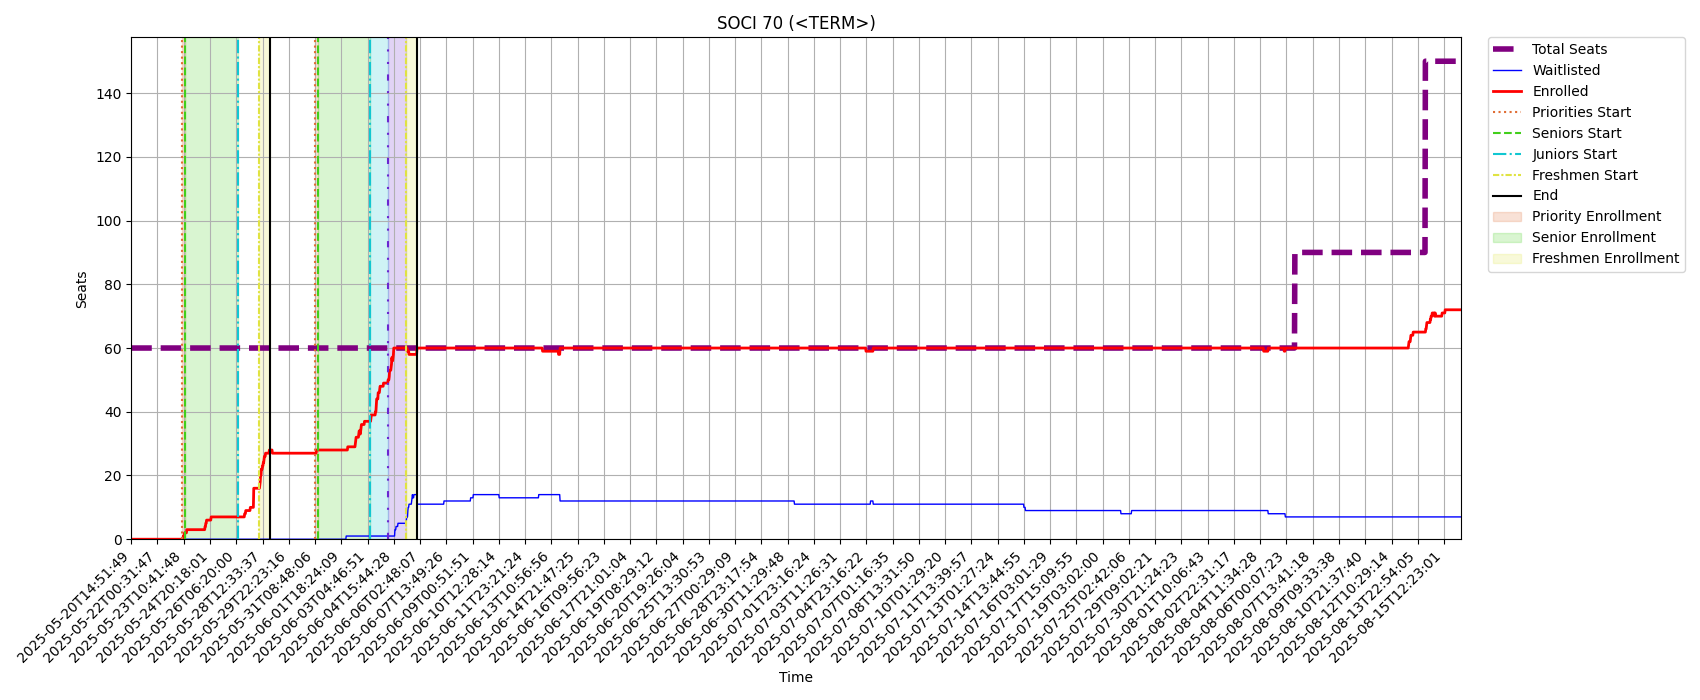 SOCI 70 (<TERM>)
Total Seats
Waitlisted
Enrolled
Priorities Start
Seniors Start
Juniors Start
Freshmen Start
End
Priority Enrollment
Senior Enrollment
Freshmen Enrollment
Seats
140
120
100
80
60
40
20
0
2025-05-20T14:51:49
2025-05-22T00:31:47
2025-05-23T10:41:48
2025-05-24T20:18:01
2025-05-26T06:20:00
2025-05-28T12:33:37
2025-05-29T22:23:16
2025-05-31T08:48:06
2025-06-01T18:24:09
2025-06-03T04:46:51
2025-06-04T15:44:28
2025-06-06T02:48:07
2025-06-07T13:49:26
2025-06-09T00:51:51
2025-06-10T12:28:14
2025-06-11T23:21:24
2025-06-13T10:56:56
2025-06-14T21:47:25
2025-06-16T09:56:23
2025-06-17T21:01:04
2025-06-19T08:29:12
2025-06-20T19:26:04
2025-06-25T13:30:53
2025-06-27T00:29:09
2025-06-28T23:17:54
2025-06-30T11:29:48
2025-07-01T23:16:24
2025-07-03T11:26:31
2025-07-04T23:16:22
2025-07-07T01:16:35
2025-07-08T13:31:50
2025-07-10T01:29:20
2025-07-11T13:39:57
2025-07-13T01:27:24
2025-07-14T13:44:55
2025-07-16T03:01:29
2025-07-17T15:09:55
2025-07-19T03:02:00
2025-07-25T02:42:06
2025-07-29T09:02:21
2025-07-30T21:24:23
2025-08-01T10:06:43
2025-08-02T22:31:17
2025-08-04T11:34:28
2025-08-06T00:07:23
2025-08-07T13:41:18
2025-08-09T09:33:38
2025-08-10T21:37:40
2025-08-12T10:29:14
2025-08-13T22:54:05
2025-08-15T12:23:01
Time